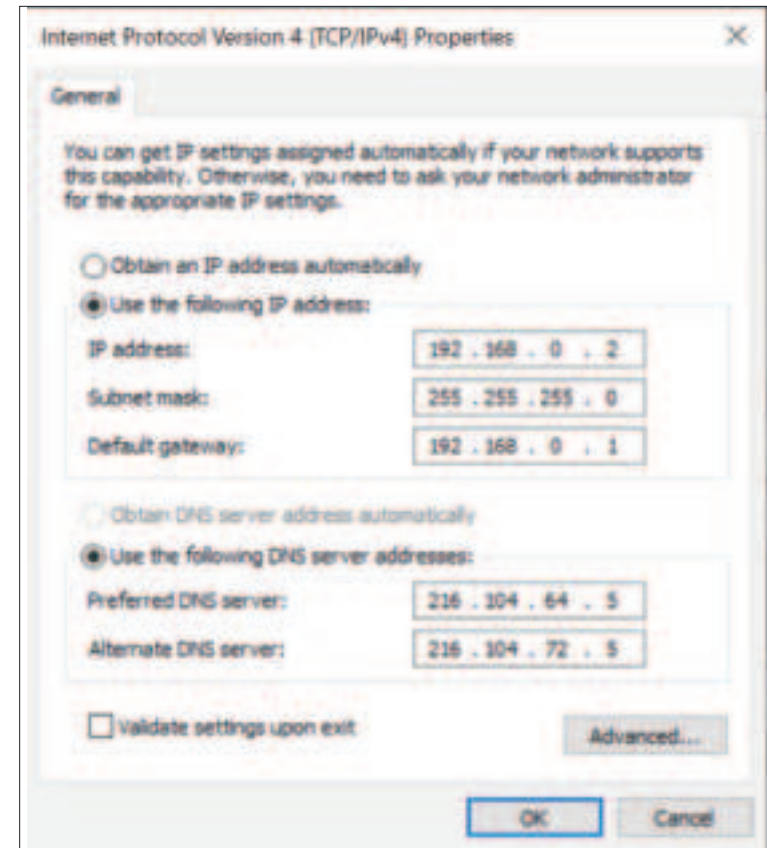 Internet Protocol Version 4 (TCP/IPv4) Properties
General
You can get IP settings assigned automatically if your network supports
this capability. Otherwise, you need to ask your network administrator
for the appropriate IP settings.
Obtain an IP address automatically
Use the following IP address:
IP address: 192 . 168 . 0 . 2
Subnet mask: 255 . 255 . 255 . 0
Default gateway: 192 . 168 . 0 . 1
Obtain DNS server address automatically
Use the following DNS server addresses:
Preferred DNS server: 216 . 104 . 64 . 5
Alternate DNS server: 216 . 104 . 72 . 5
Validate settings upon exit
Advanced...
OK Cancel